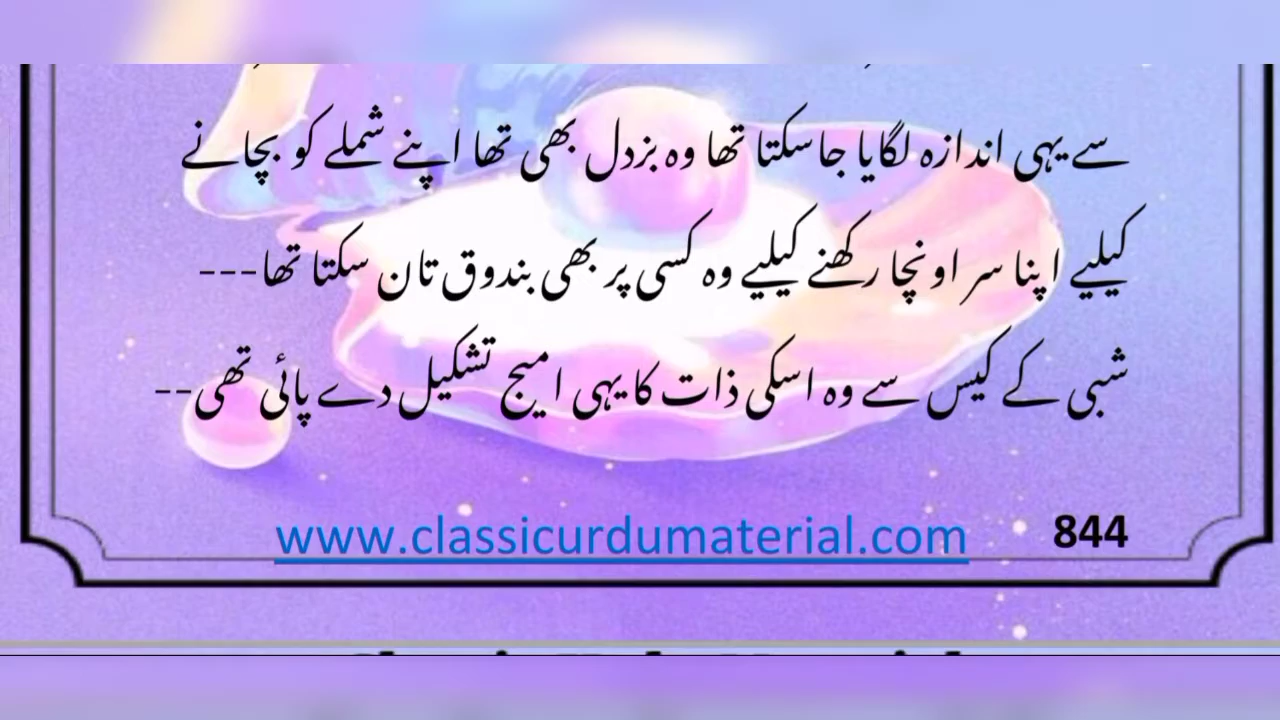 سے یہی اندازہ لگایا جاسکتا تھا وہ بزدل بھی تھا اپنے شملے کو بچانے
کیلیے اپنا سر اونچا رکھنے کیلیے وہ کسی پر بھی بندوق تان سکتا تھا---
شبی کے کیس سے وہ اسکی ذات کا یہی امیج تشکیل دے پائی تھی--
844 www.classicurdumaterial.com